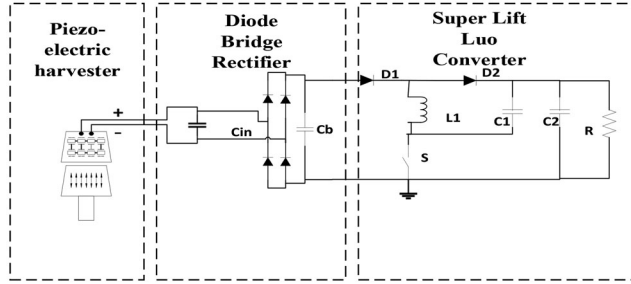 Piezo-
electric
harvester
Diode
Bridge
Rectifier
Super Lift
Luo
Converter
+
−
Cin
Cb
D1
D2
L1
C1
C2
R
S